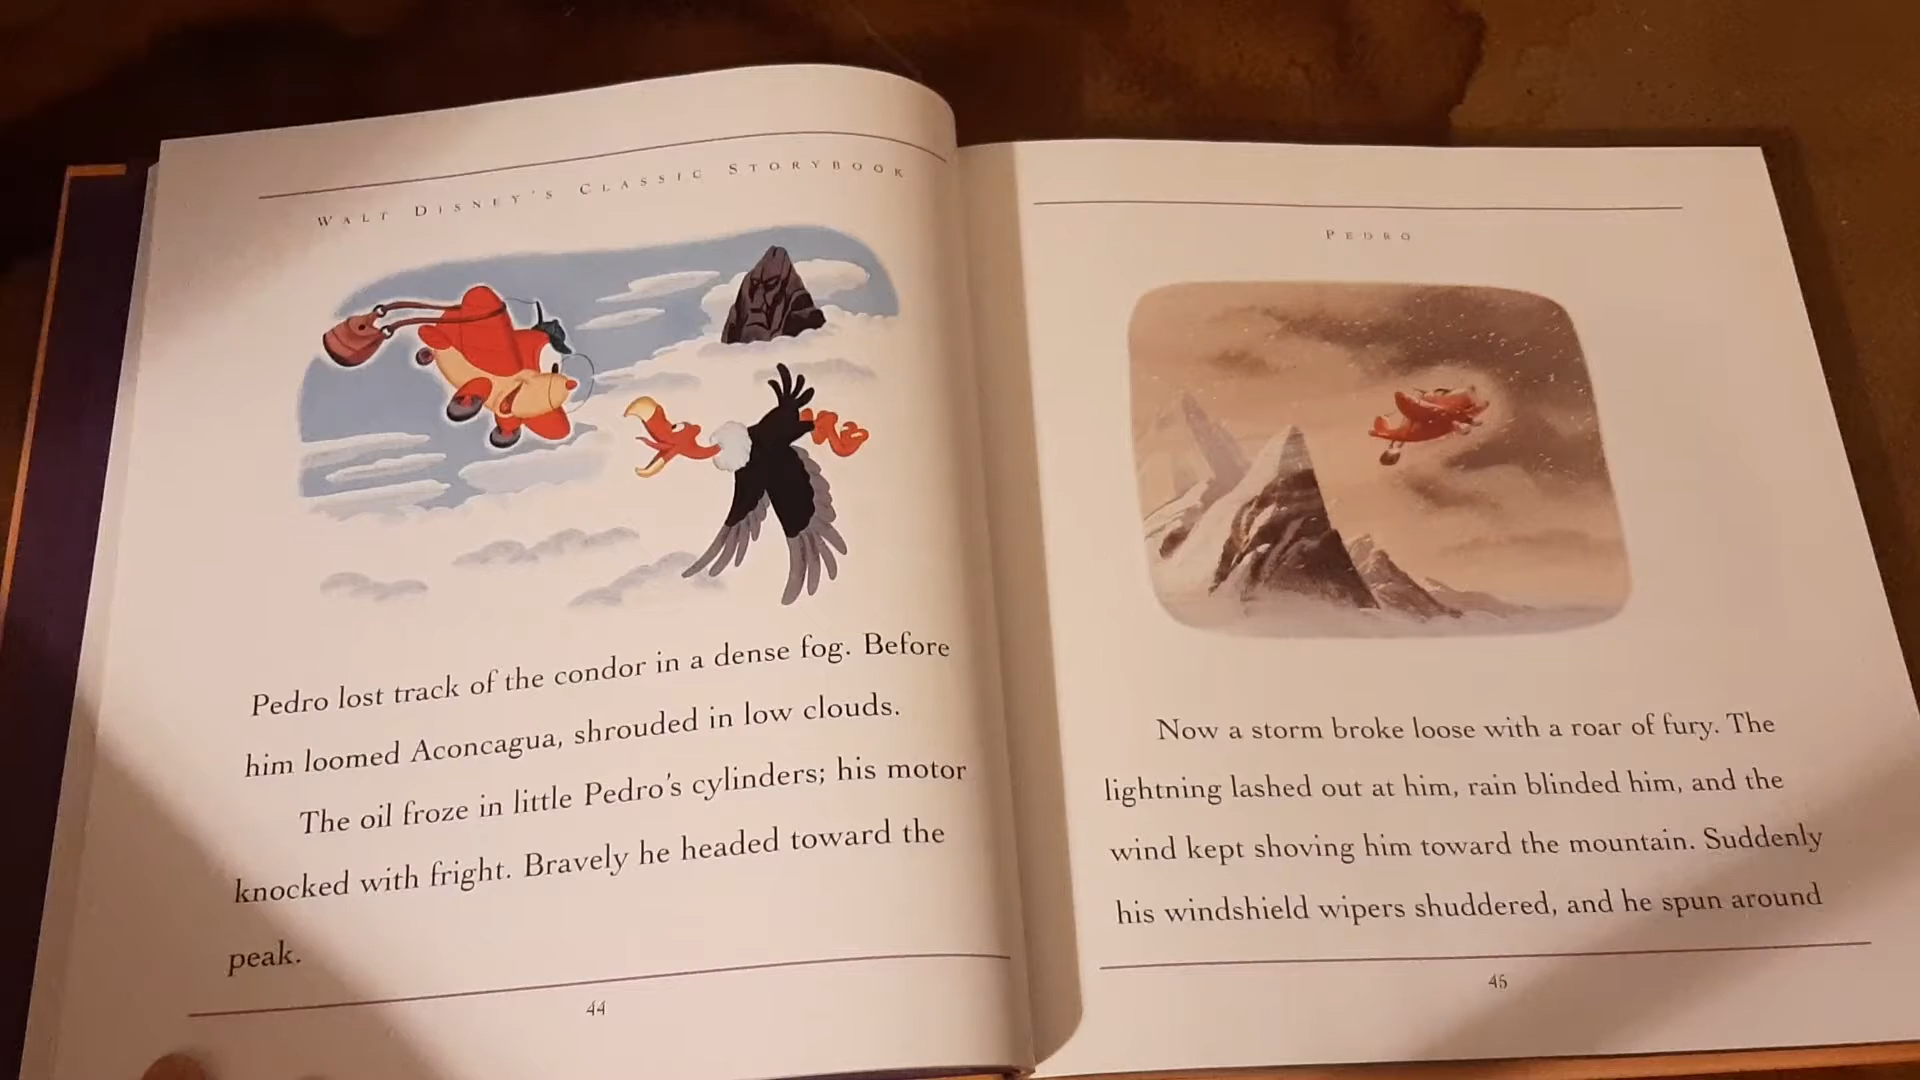 WALT DISNEY'S CLASSIC STORYBOOK
Pedro lost track of the condor in a dense fog. Before
him loomed Aconcagua, shrouded in low clouds.
The oil froze in little Pedro's cylinders; his motor
knocked with fright. Bravely he headed toward the
peak.
44
PEDRO
Now a storm broke loose with a roar of fury. The
lightning lashed out at him, rain blinded him, and the
wind kept shoving him toward the mountain. Suddenly
his windshield wipers shuddered, and he spun around
45